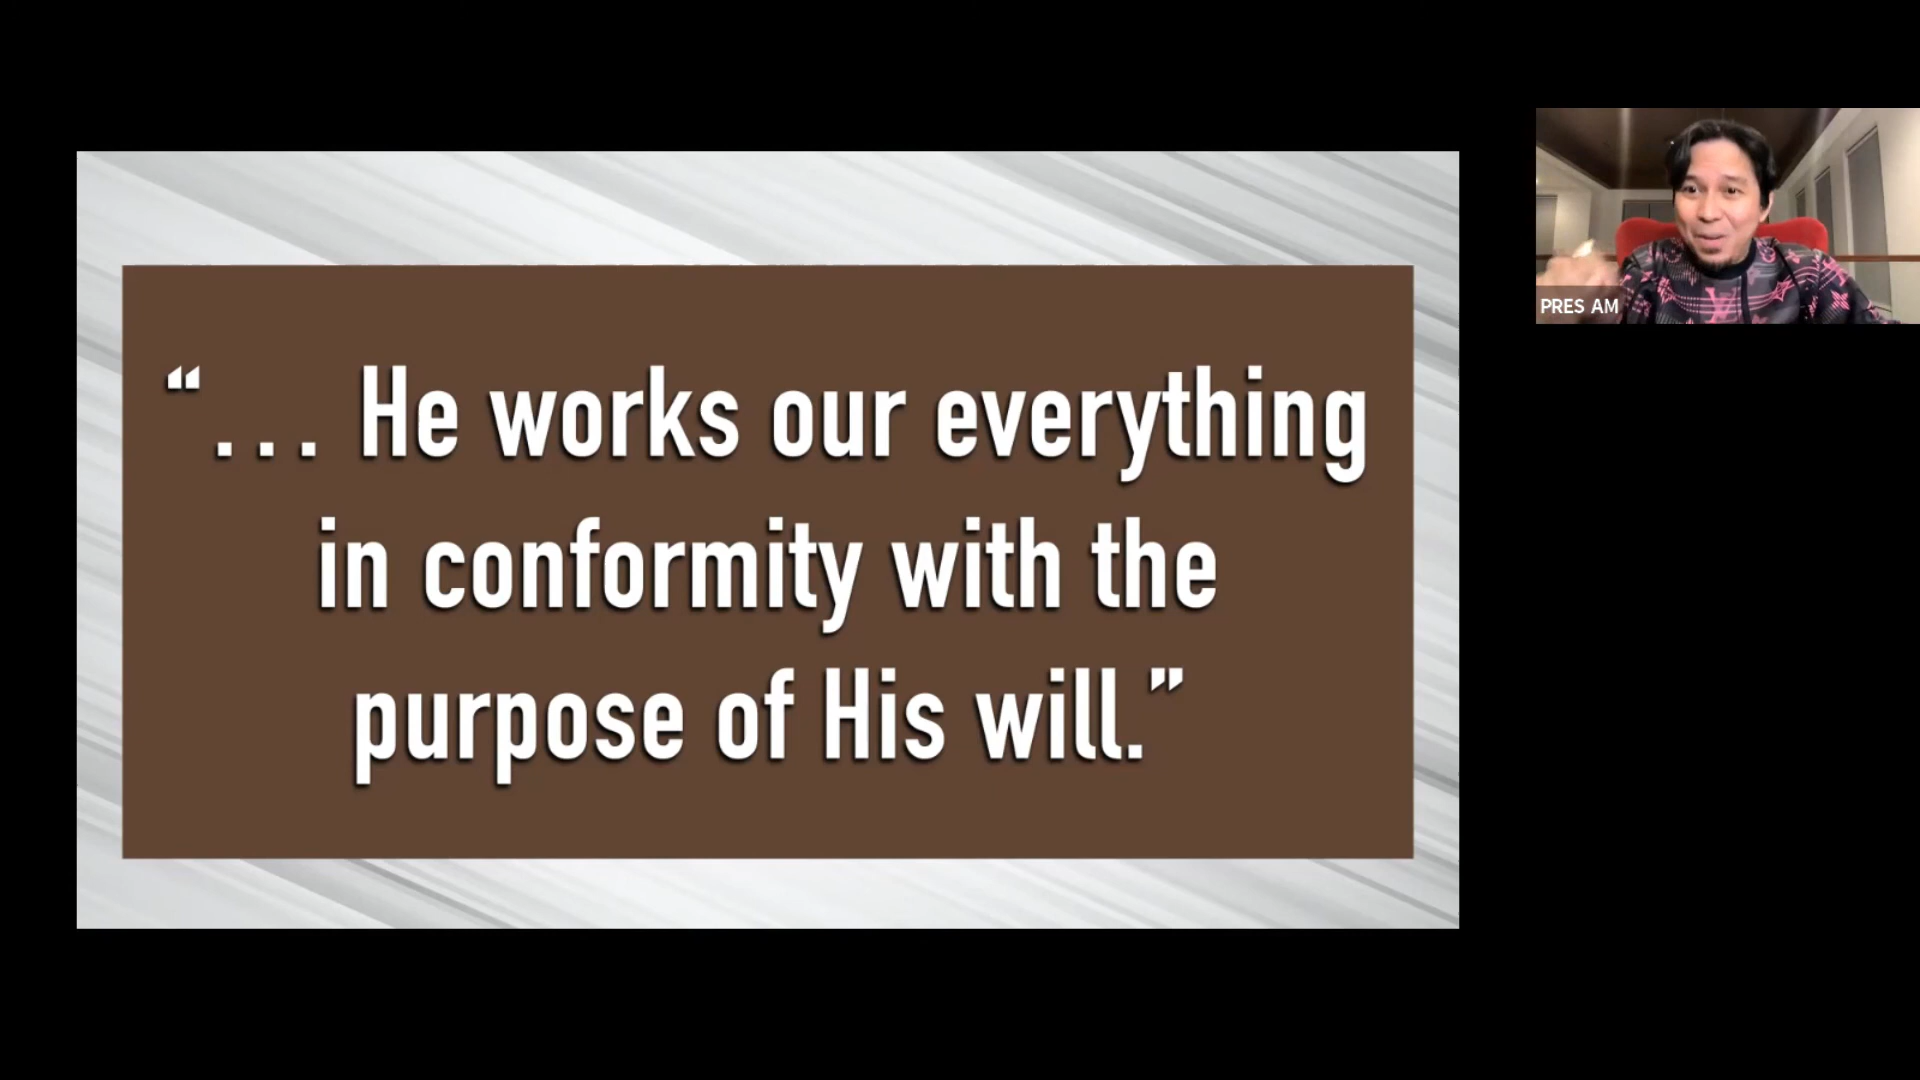 “... He works our everything
in conformity with the
purpose of His will.”
PRES AM